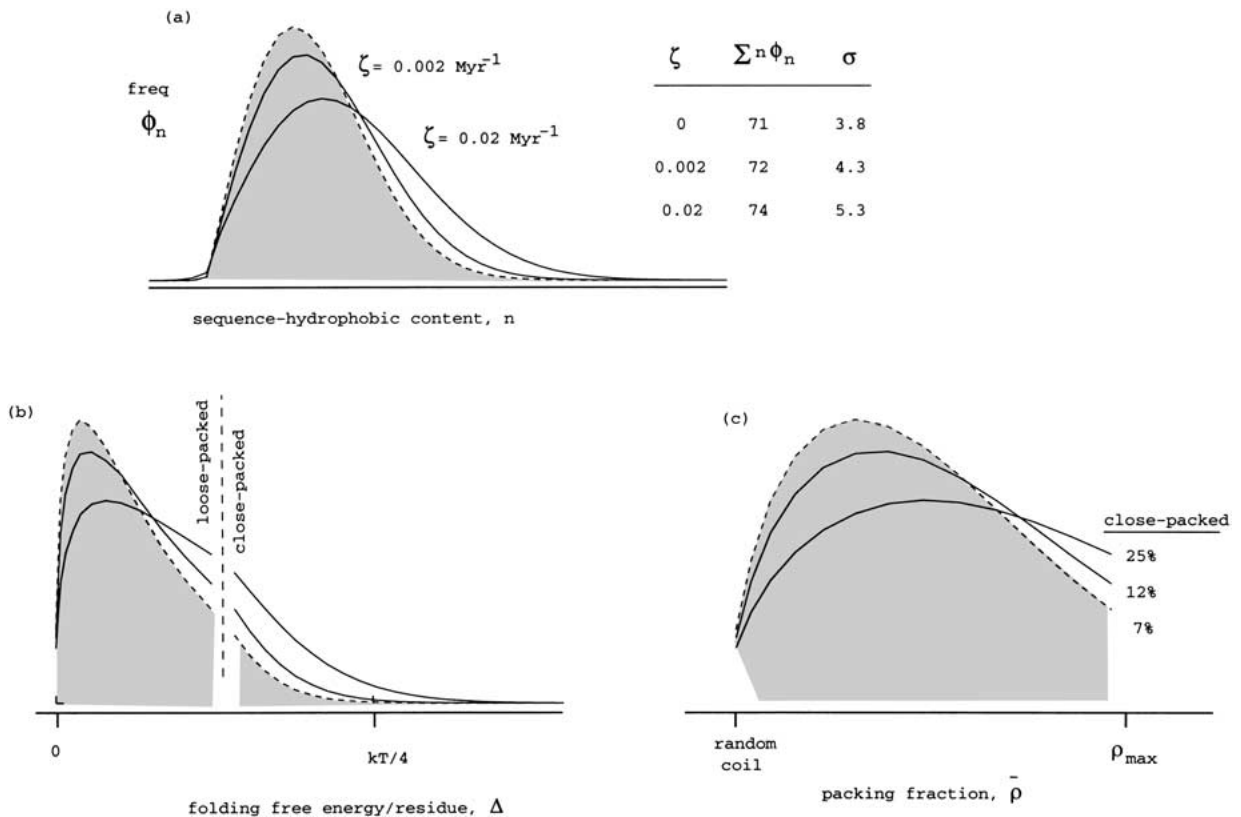 (a)
freq
ϕn
ζ= 0.002 Myr⁻¹
ζ= 0.02 Myr⁻¹
ζ Σnϕn σ
0 71 3.8
0.002 72 4.3
0.02 74 5.3
sequence-hydrophobic content, n
(b)
loose-packed
close-packed
0
kT/4
folding free energy/residue, Δ
(c)
close-packed
25%
12%
7%
random
coil
ρmax
packing fraction, ρ̄